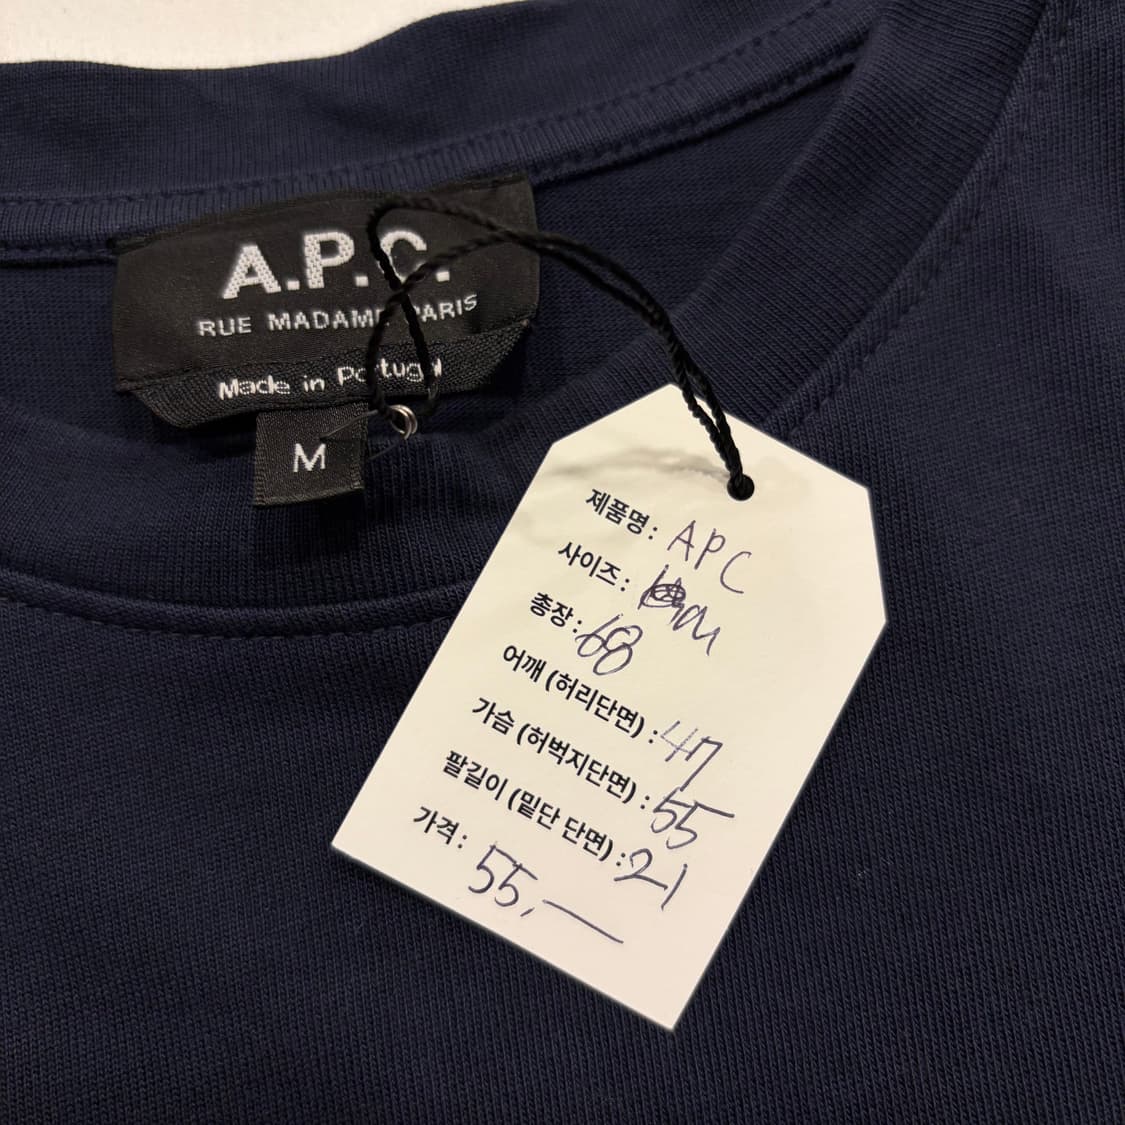 A.P.C.
RUE MADAME PARIS
Made in Portugal
M
제품명 : APC
사이즈 : M
총장 : 68
어깨 (허리단면) : 47
가슴 (허벅지단면) : 55
팔길이 (밑단 단면) : 21
가격 : 55,—